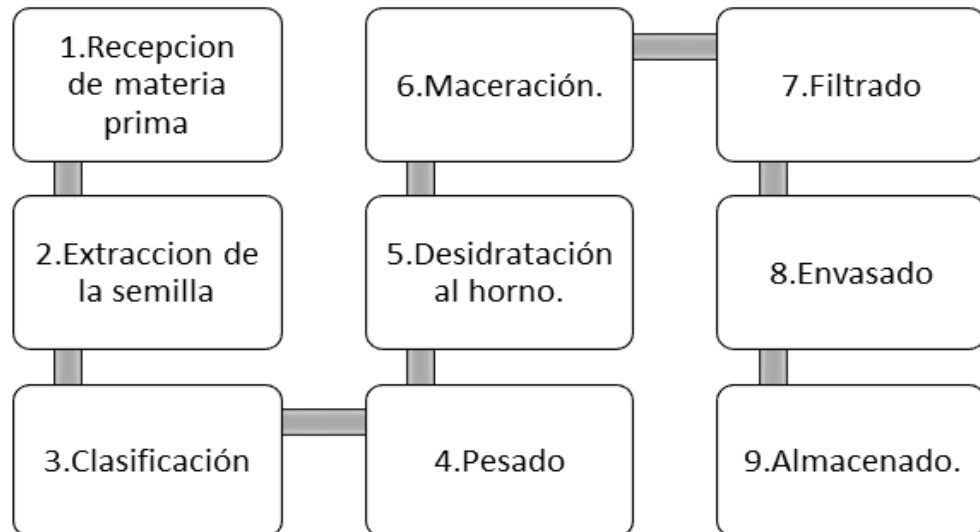 1.Recepcion
de materia
prima
2.Extraccion de
la semilla
3.Clasificación
4.Pesado
5.Desidratación
al horno.
6.Maceración.
7.Filtrado
8.Envasado
9.Almacenado.